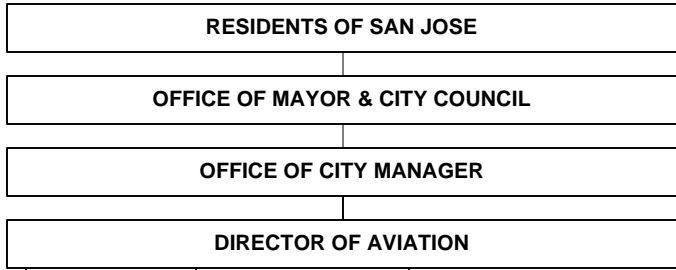 RESIDENTS OF SAN JOSE
OFFICE OF MAYOR & CITY COUNCIL
OFFICE OF CITY MANAGER
DIRECTOR OF AVIATION